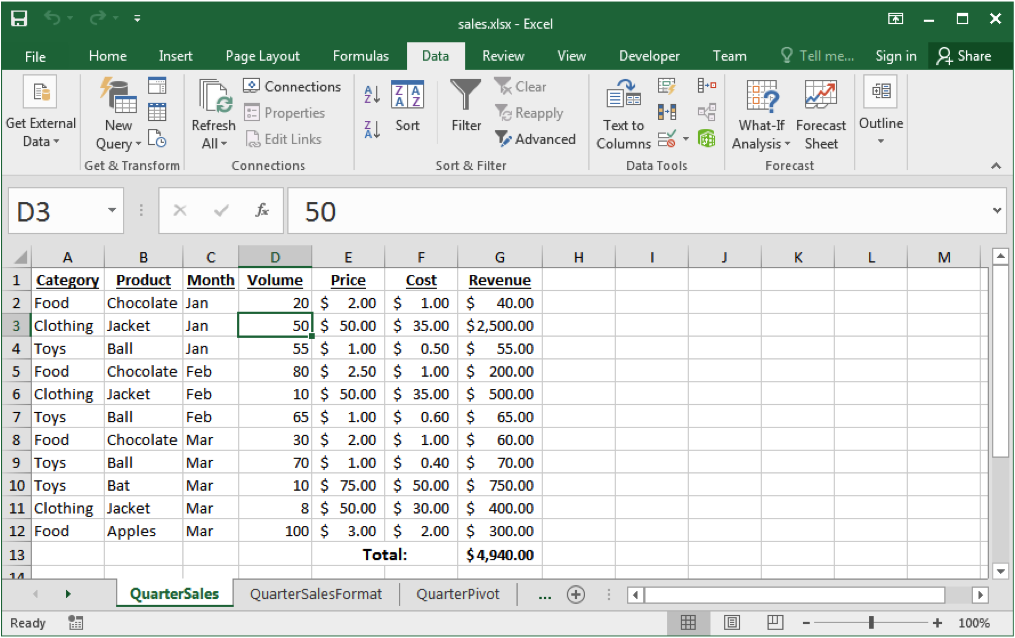 sales.xlsx - Excel
File Home Insert Page Layout Formulas Data Review View Developer Team Tell me... Sign in Share
Get External Data
New Query
Get & Transform
Refresh All
Connections
Properties
Edit Links
Connections
A Z
Z A
Z A A Z
Sort
Filter
Clear
Reapply
Advanced
Sort & Filter
Text to Columns
Data Tools
What-If Analysis
Forecast Sheet
Forecast
Outline
D3 fx 50
A B C D E F G H I J K L M
1 Category Product Month Volume Price Cost Revenue
2 Food Chocolate Jan 20 $ 2.00 $ 1.00 $ 40.00
3 Clothing Jacket Jan 50 $ 50.00 $ 35.00 $2,500.00
4 Toys Ball Jan 55 $ 1.00 $ 0.50 $ 55.00
5 Food Chocolate Feb 80 $ 2.50 $ 1.00 $ 200.00
6 Clothing Jacket Feb 10 $ 50.00 $ 35.00 $ 500.00
7 Toys Ball Feb 65 $ 1.00 $ 0.60 $ 65.00
8 Food Chocolate Mar 30 $ 2.00 $ 1.00 $ 60.00
9 Toys Ball Mar 70 $ 1.00 $ 0.40 $ 70.00
10 Toys Bat Mar 10 $ 75.00 $ 50.00 $ 750.00
11 Clothing Jacket Mar 8 $ 50.00 $ 30.00 $ 400.00
12 Food Apples Mar 100 $ 3.00 $ 2.00 $ 300.00
13 Total: $4,940.00
14
QuarterSales QuarterSalesFormat QuarterPivot ...
Ready 100%